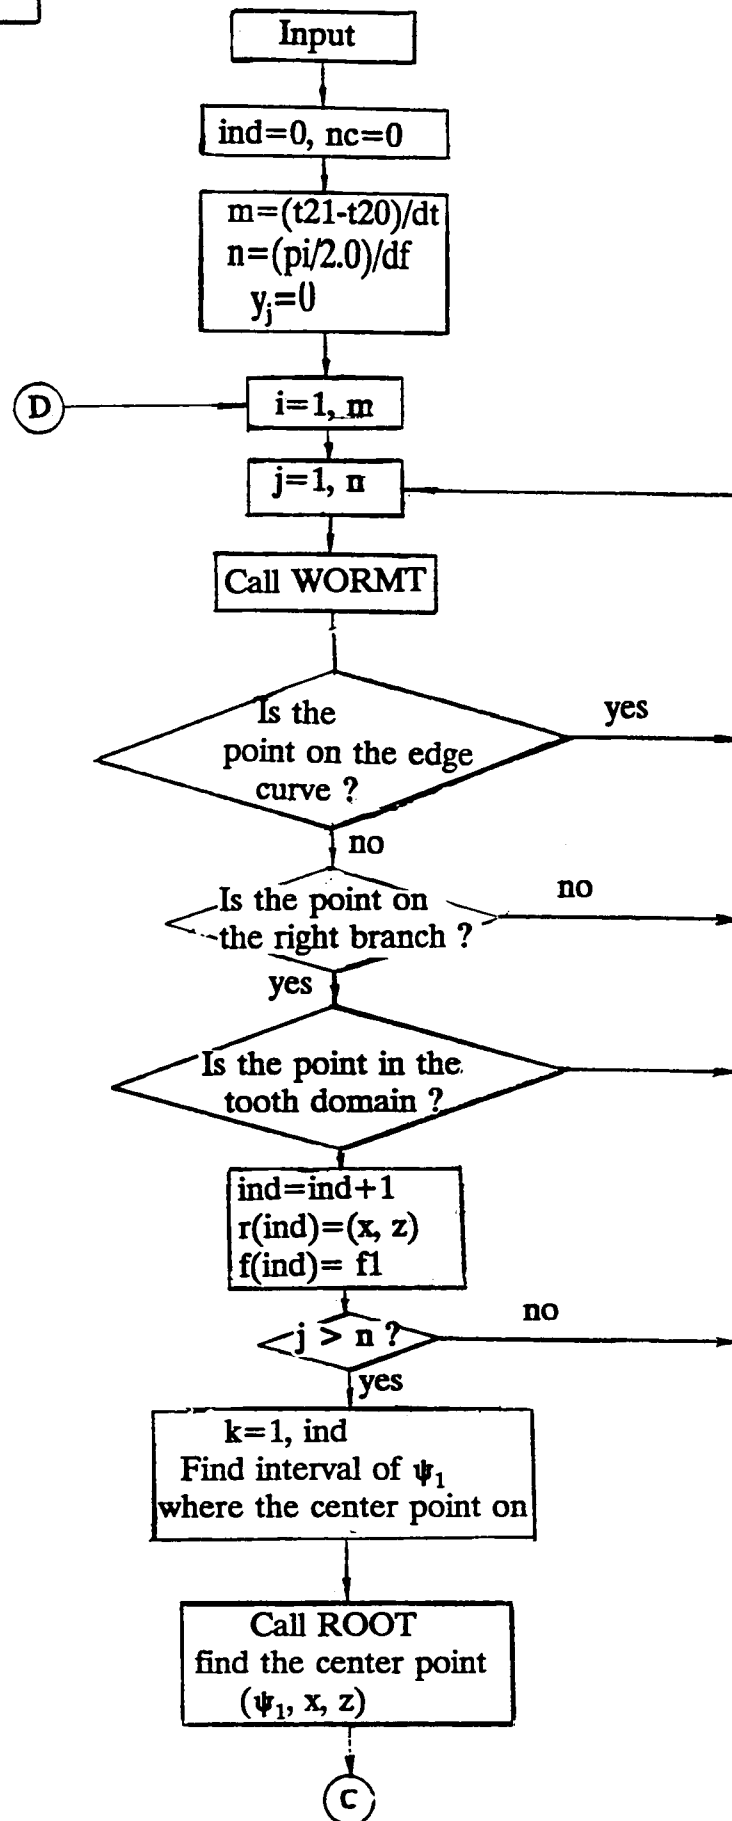 Input
ind=0, nc=0
m=(t21-t20)/dt
n=(pi/2.0)/df
y_j=0
D
i=1, m
j=1, n
Call WORMT
Is the
point on the edge
curve ?
yes
no
Is the point on
the right branch ?
no
yes
Is the point in the
tooth domain ?
ind=ind+1
r(ind)=(x, z)
f(ind)= f1
j > n ?
no
yes
k=1, ind
Find interval of ψ₁
where the center point on
Call ROOT
find the center point
(ψ₁, x, z)
C